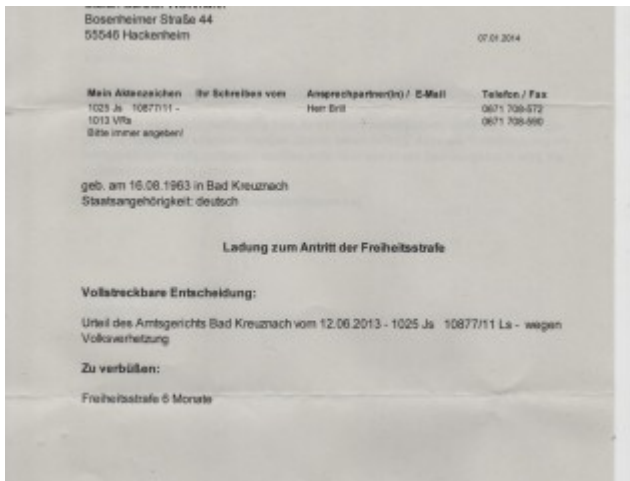 Bosenheimer Straße 44
55546 Hackenheim
07.01.2014
Mein Aktenzeichen Ihr Schreiben vom Ansprechpartner(in) / E-Mail Telefon / Fax
1025 Js 10877/11 - Herr Brill 0671 708-572
1013 VRs 0671 708-590
Bitte immer angeben!
geb. am 16.08.1963 in Bad Kreuznach
Staatsangehörigkeit: deutsch
Ladung zum Antritt der Freiheitsstrafe
Vollstreckbare Entscheidung:
Urteil des Amtsgerichts Bad Kreuznach vom 12.06.2013 - 1025 Js 10877/11 Ls - wegen
Volksverhetzung
Zu verbüßen:
Freiheitsstrafe 6 Monate